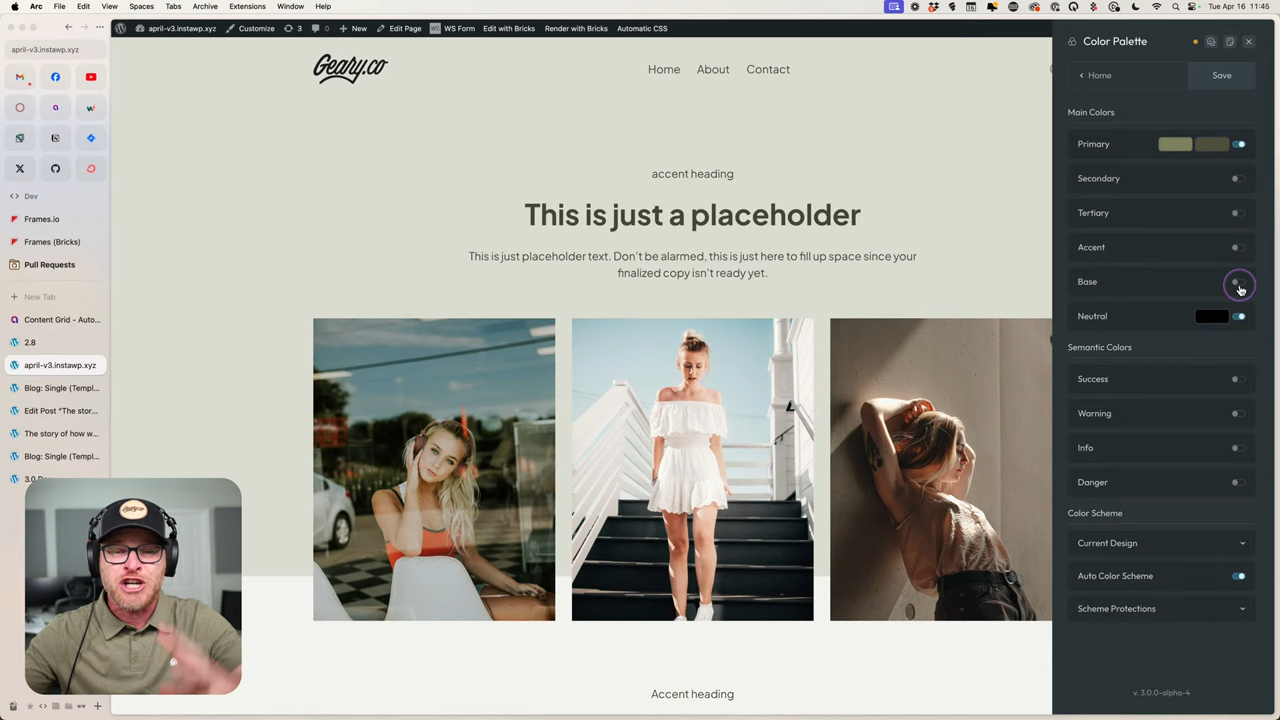 Arc File Edit View Spaces Tabs Archive Extensions Window Help
Tue Apr 16 11:45
april-v3.instawp.xyz
Dev
Frames.io
Frames (Bricks)
Pull Requests
New Tab
Content Grid - Auto...
2.8
april-v3.instawp.xyz
Blog: Single (Templ...
Edit Post “The stor...
The story of how w...
Blog: Single (Templ...
april-v3.instawp.xyz Customize 3 0 New Edit Page WS Form Edit with Bricks Render with Bricks Automatic CSS
Geary.co
Home About Contact
accent heading
This is just a placeholder
This is just placeholder text. Don’t be alarmed, this is just here to fill up space since your
finalized copy isn’t ready yet.
Accent heading
Color Palette
Home
Save
Main Colors
Primary
Secondary
Tertiary
Accent
Base
Neutral
Semantic Colors
Success
Warning
Info
Danger
Color Scheme
Current Design
Auto Color Scheme
Scheme Protections
v. 3.0.0-alpha-4
Geary.co